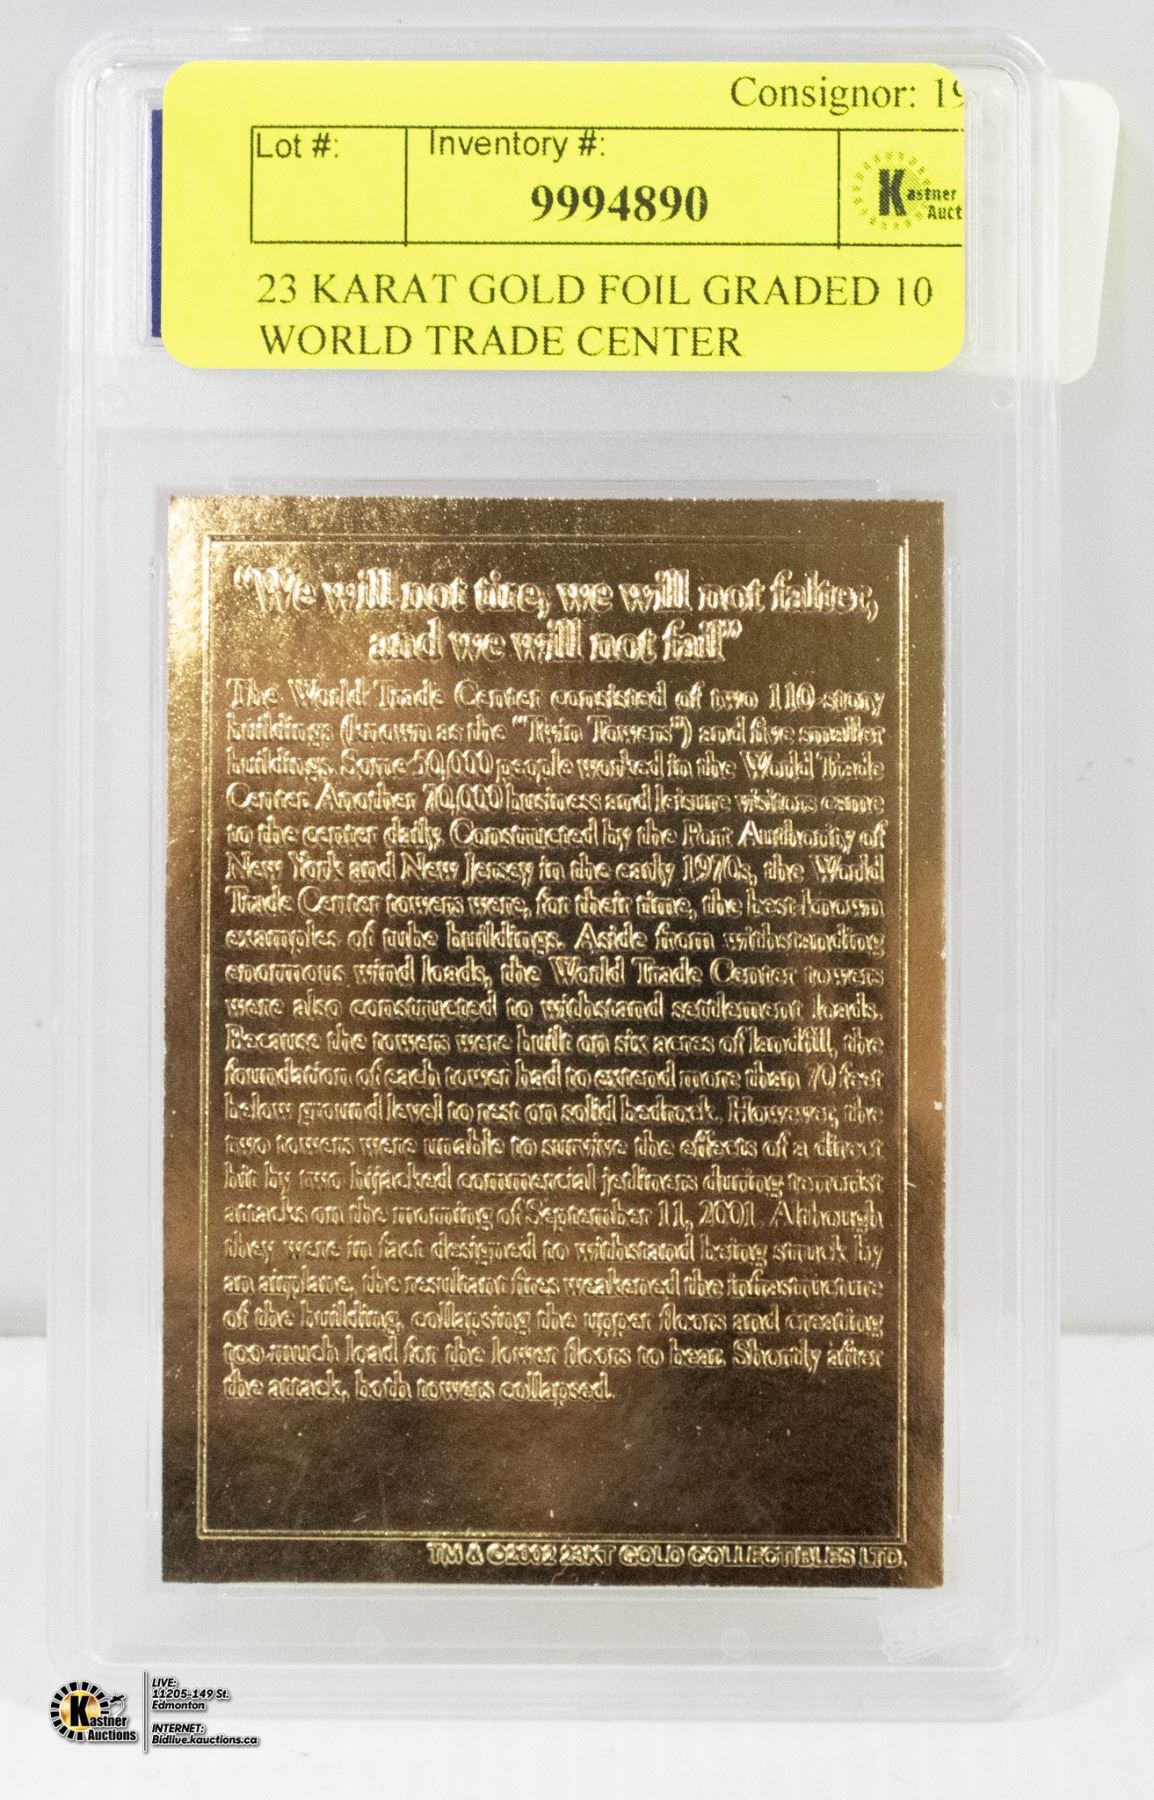 Consignor: 19
Lot #:
Inventory #:
9994890
Kastner
Auct
23 KARAT GOLD FOIL GRADED 10
WORLD TRADE CENTER
"We will not tire, we will not falter,
and we will not fail"
The World Trade Center consisted of two 110-story
buildings (known as the "Twin Towers") and five smaller
buildings. Some 50,000 people worked in the World Trade
Center. Another 70,000 business and leisure visitors came
to the center daily. Constructed by the Port Authority of
New York and New Jersey in the early 1970s, the World
Trade Center towers were, for their time, the best-known
examples of tube buildings. Aside from withstanding
enormous wind loads, the World Trade Center towers
were also constructed to withstand settlement loads.
Because the towers were built on six acres of landfill, the
foundation of each tower had to extend more than 70 feet
below ground level to rest on solid bedrock. However, the
two towers were unable to survive the effects of a direct
hit by two hijacked commercial jetliners during terrorist
attacks on the morning of September 11, 2001. Although
they were in fact designed to withstand being struck by
an airplane, the resultant fires weakened the infrastructure
of the building, collapsing the upper floors and creating
too much load for the lower floors to bear. Shortly after
the attack, both towers collapsed.
TM & ©2002 23KT GOLD COLLECTIBLES LTD.
Kastner
Auctions
LIVE:
11205-149 St.
Edmonton
INTERNET:
Bidlive.kauctions.ca